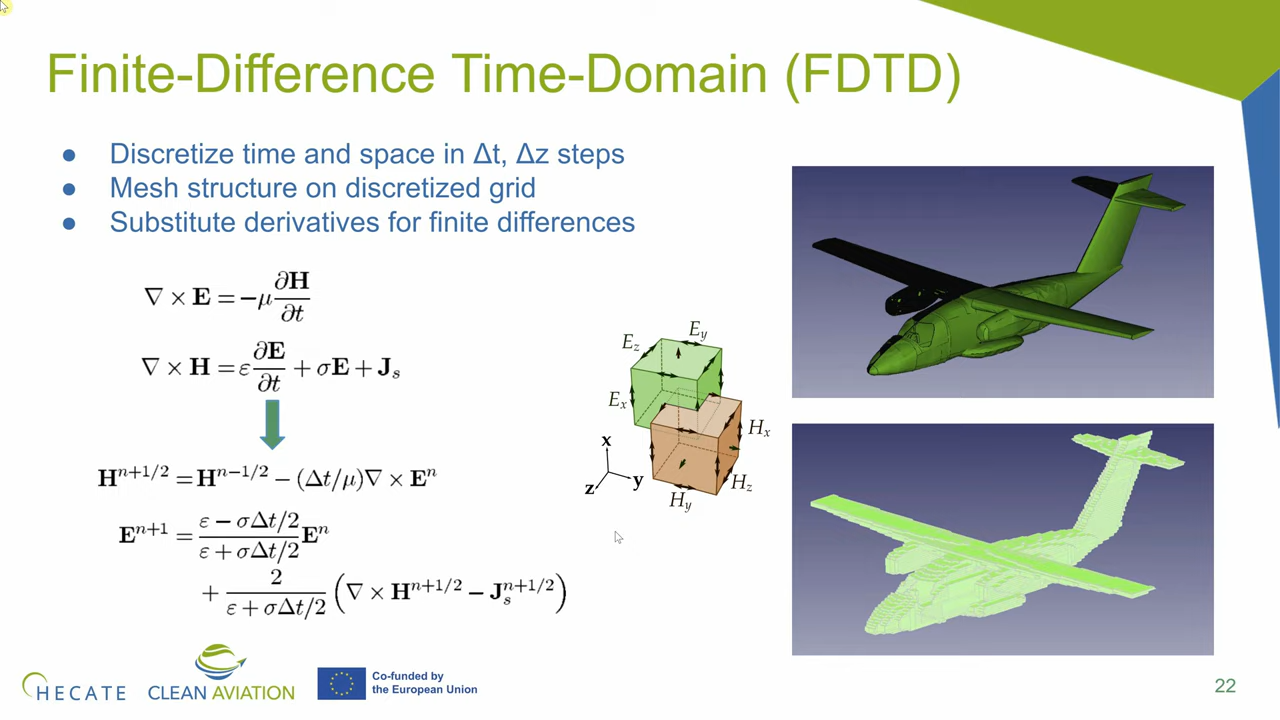 Finite-Difference Time-Domain (FDTD)
● Discretize time and space in Δt, Δz steps
● Mesh structure on discretized grid
● Substitute derivatives for finite differences
∇ × E = −μ ∂H/∂t
∇ × H = ε ∂E/∂t + σE + J_s
H^{n+1/2} = H^{n−1/2} − (Δt/μ)∇ × E^n
E^{n+1} = (ε − σΔt/2)/(ε + σΔt/2) E^n
+ 2/(ε + σΔt/2) (∇ × H^{n+1/2} − J_s^{n+1/2})
E_y
E_z
E_x
H_x
x
y
z
H_z
H_y
HECATE
CLEAN AVIATION
Co-funded by
the European Union
22